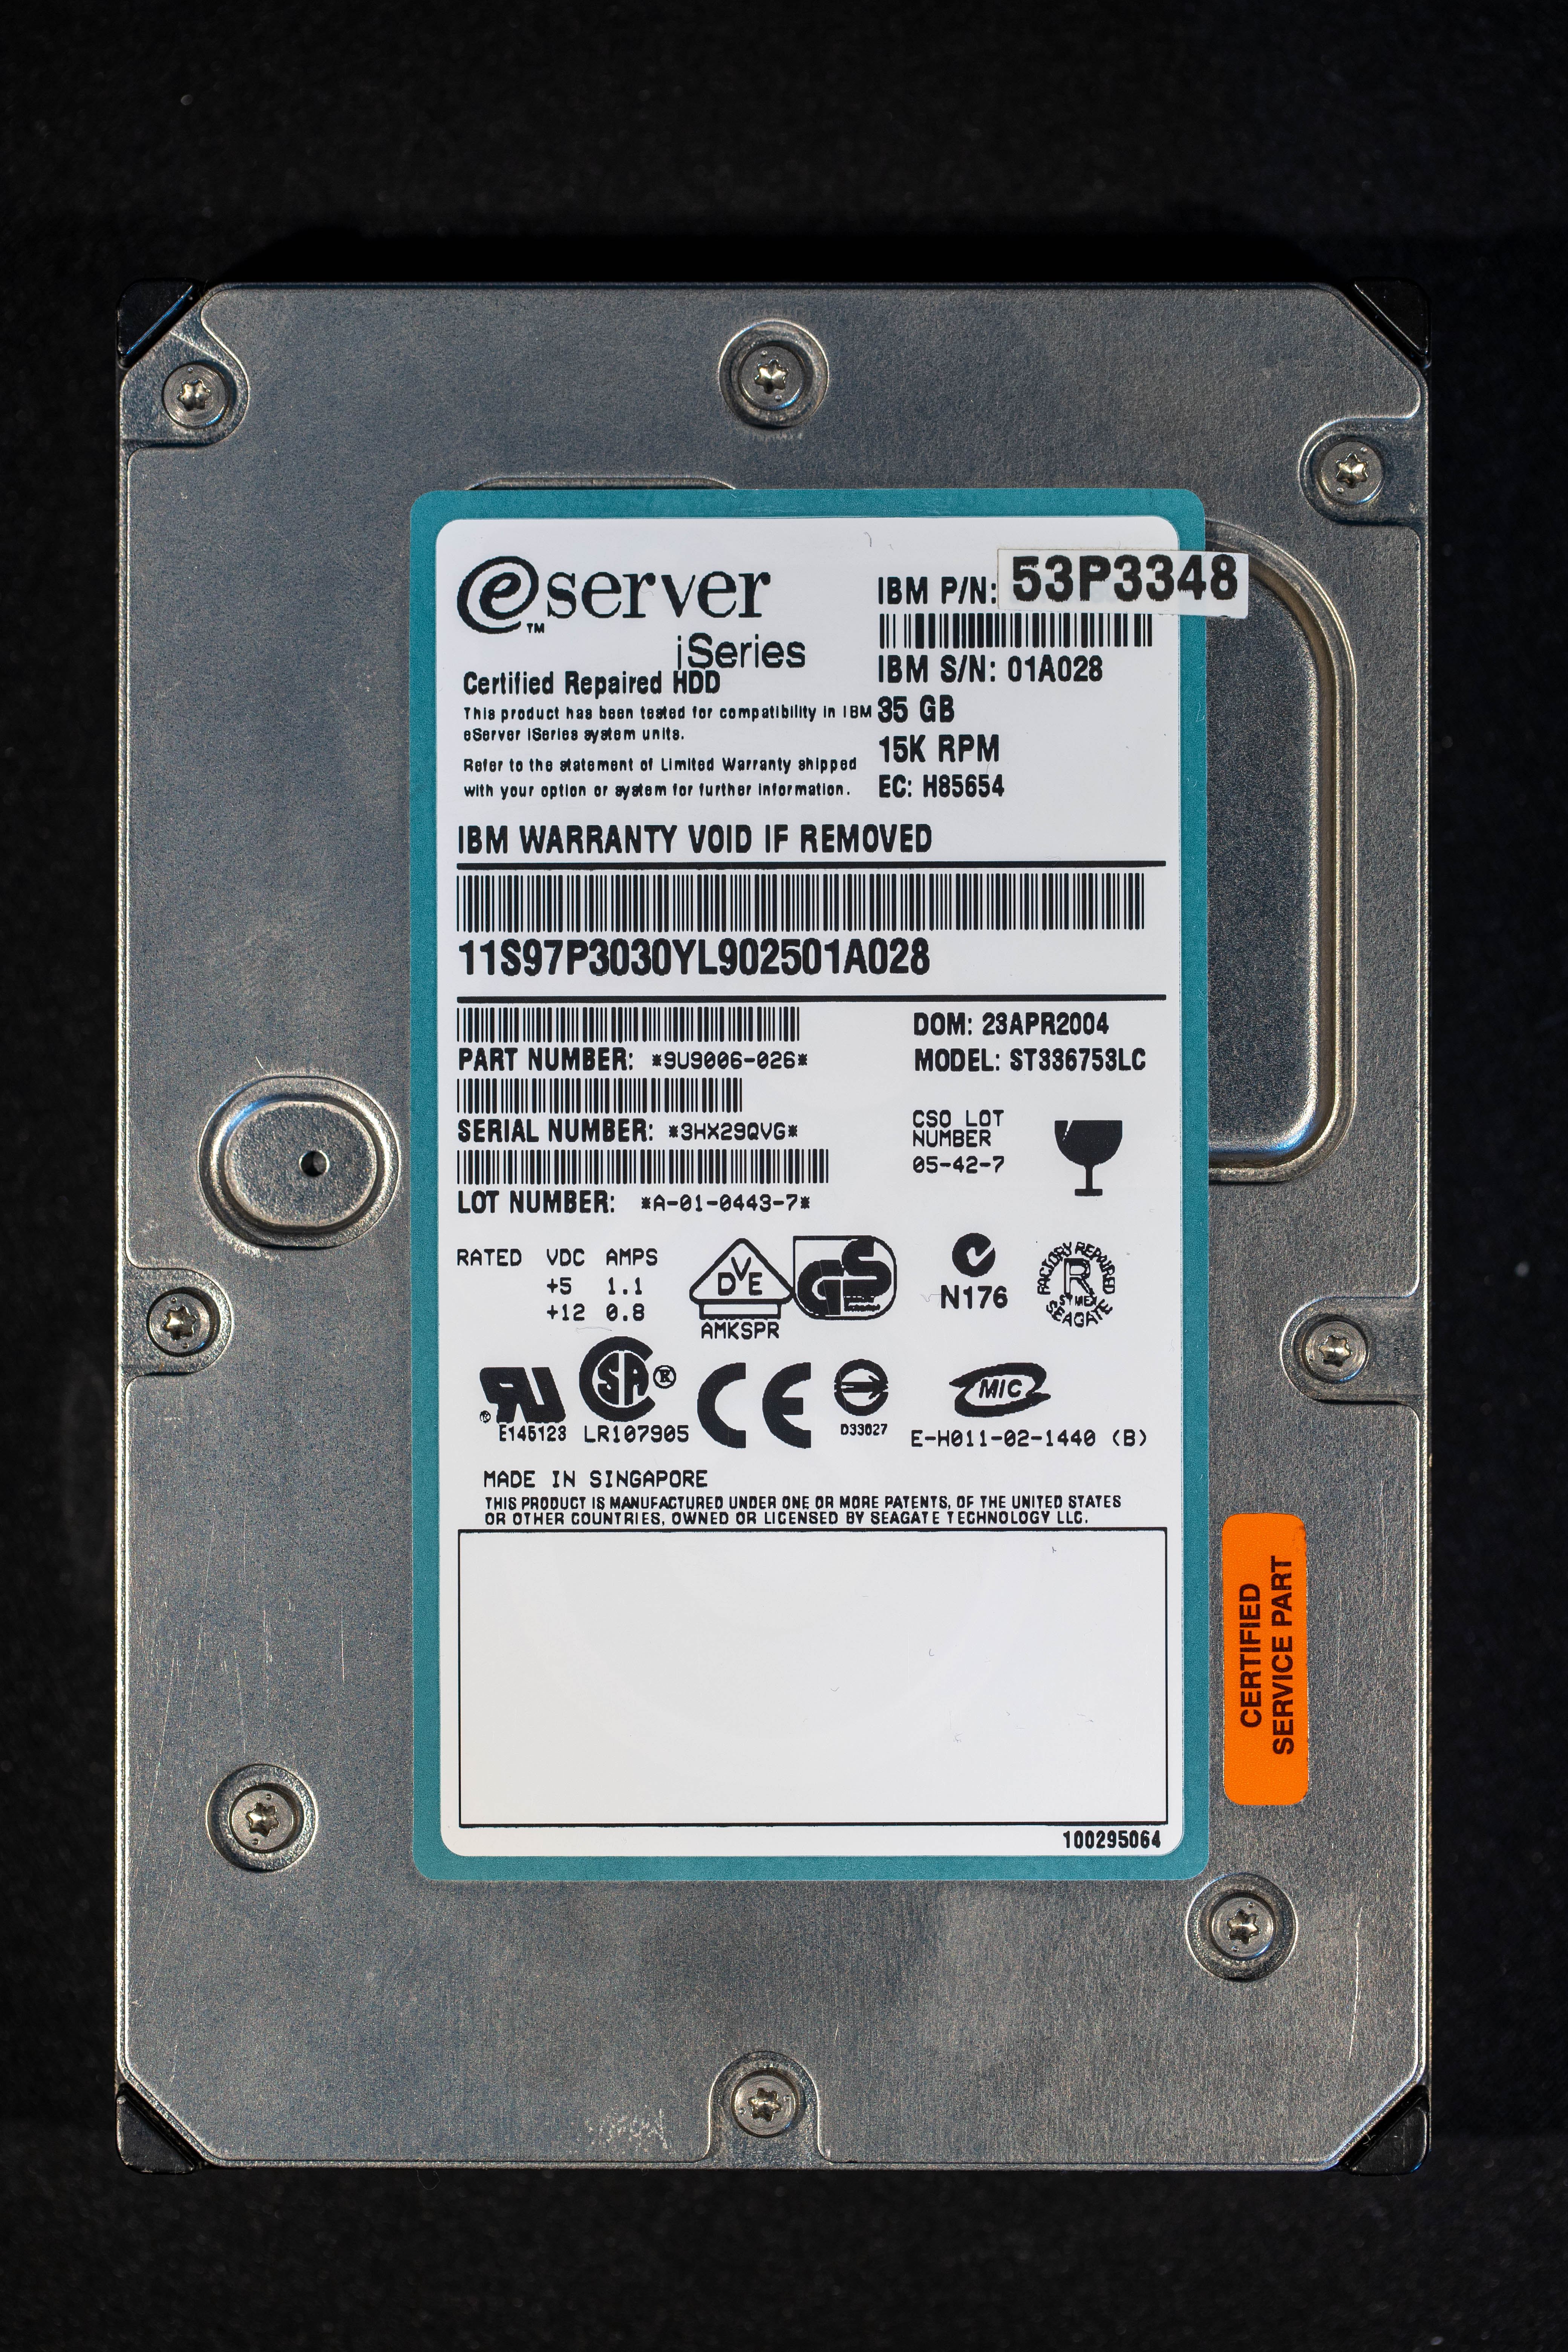 eserver
TM
iSeries
Certified Repaired HDD
This product has been tested for compatibility in IBM
eServer iSeries system units.
Refer to the statement of Limited Warranty shipped
with your option or system for further information.
IBM P/N: 53P3348
IBM S/N: 01A028
35 GB
15K RPM
EC: H85654
IBM WARRANTY VOID IF REMOVED
11S97P3030YL902501A028
PART NUMBER: *9U9006-026*
SERIAL NUMBER: *3HX29QVG*
LOT NUMBER: *A-01-0443-7*
DOM: 23APR2004
MODEL: ST336753LC
CSO LOT
NUMBER
05-42-7
RATED VDC AMPS
+5 1.1
+12 0.8
DVE
AMKSPR
GS
N176
FACTORY REPAIRED
R
SEAGATE
RU ®
E145123
SA ®
LR107905
CE
D33027
MIC
E-H011-02-1440 (B)
MADE IN SINGAPORE
THIS PRODUCT IS MANUFACTURED UNDER ONE OR MORE PATENTS, OF THE UNITED STATES
OR OTHER COUNTRIES, OWNED OR LICENSED BY SEAGATE TECHNOLOGY LLC.
100295064
CERTIFIED
SERVICE PART